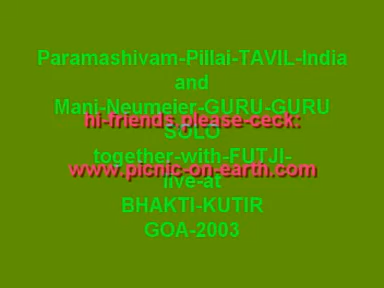 Paramashivam-Pillai-TAVIL-India
and
Mani-Neumeier-GURU-GURU
hi-friends,please-ceck:
SOLO
together-with-FUTJI-
www.picnic-on-earth.com
live-at
BHAKTI-KUTIR
GOA-2003